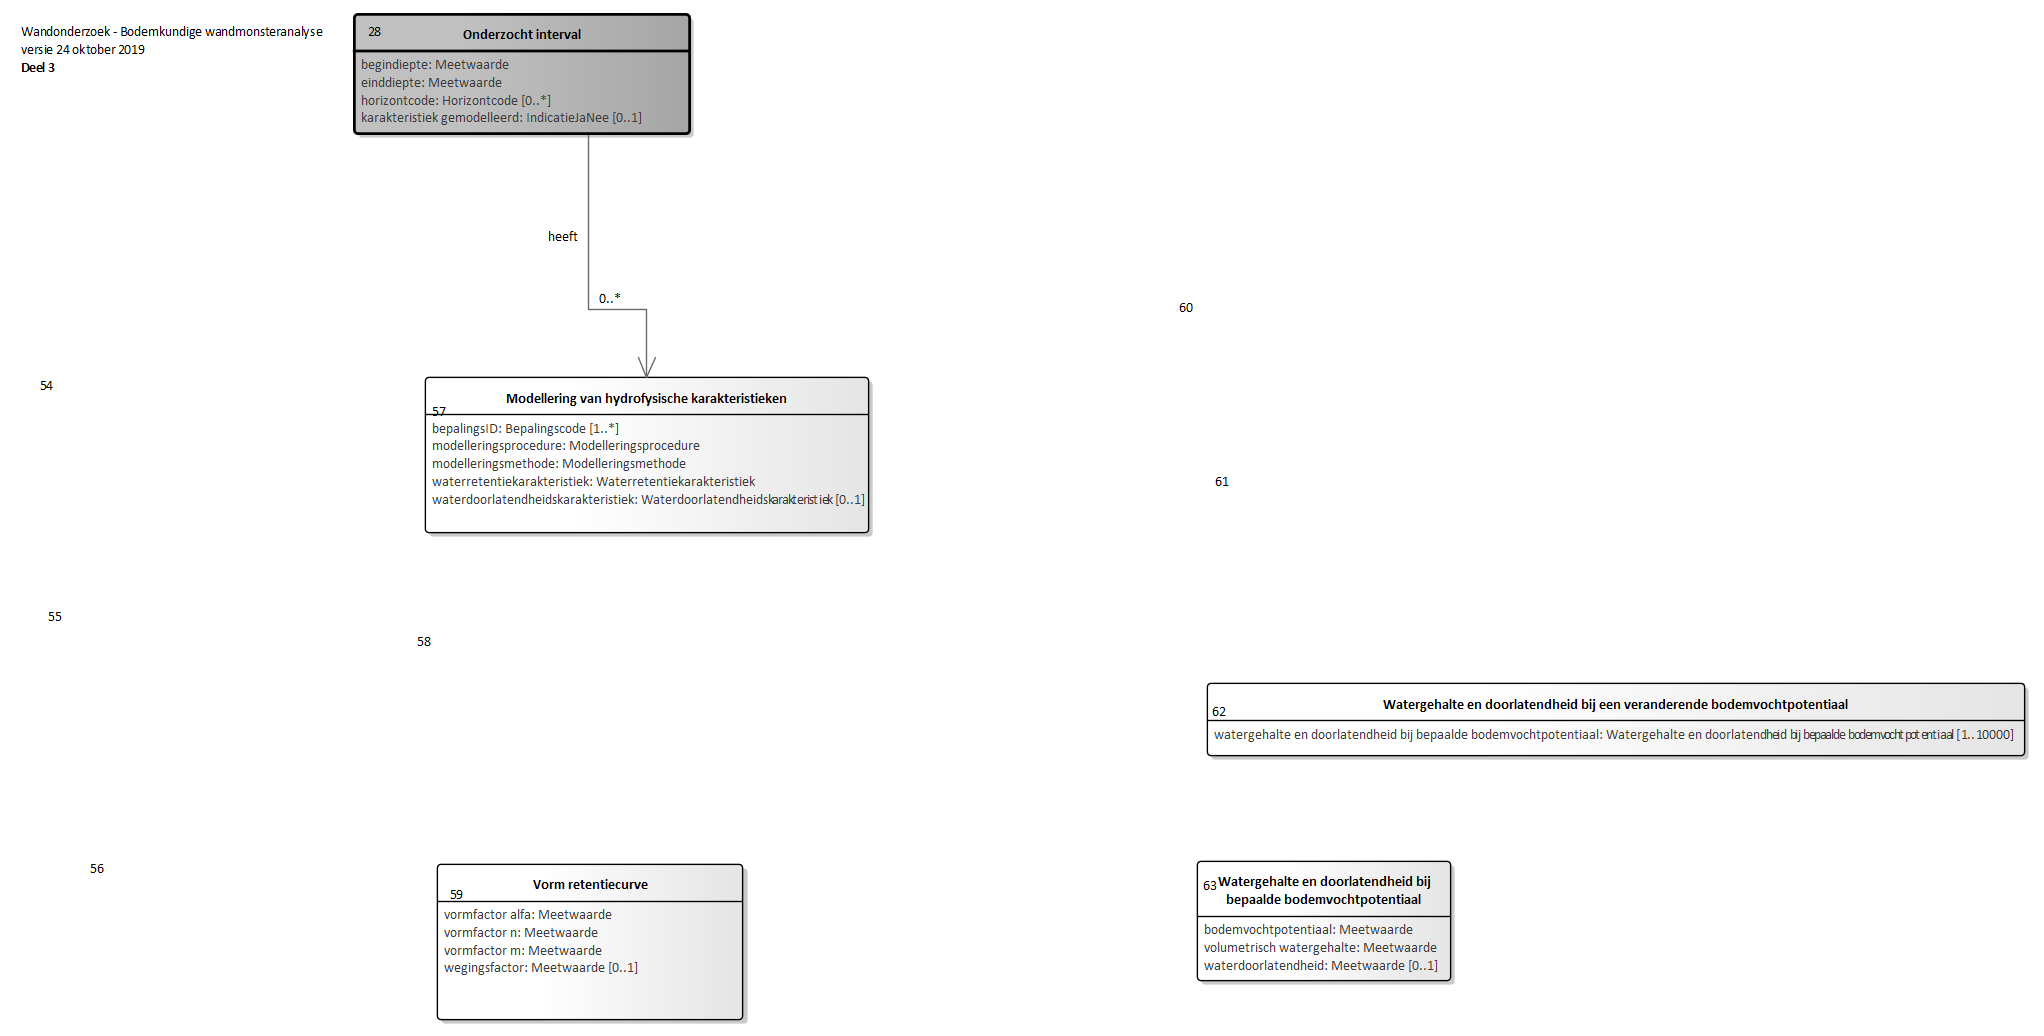 Wandonderzoek - Bodemkundige wandmonsteranalyse
versie 24 oktober 2019
Deel 3
28
Onderzocht interval
begindiepte: Meetwaarde
einddiepte: Meetwaarde
horizontcode: Horizontcode [0..*]
karakteristiek gemodelleerd: IndicatieJaNee [0..1]
heeft
0..*
60
54
Modellering van hydrofysische karakteristieken
57
bepalingsID: Bepalingscode [1..*]
modelleringsprocedure: Modelleringsprocedure
modelleringsmethode: Modelleringsmethode
waterretentiekarakteristiek: Waterretentiekarakteristiek
waterdoorlatendheidskarakteristiek: Waterdoorlatendheidskarakteristiek [0..1]
61
55
58
Watergehalte en doorlatendheid bij een veranderende bodemvochtpotentiaal
62
watergehalte en doorlatendheid bij bepaalde bodemvochtpotentiaal: Watergehalte en doorlatendheid bij bepaalde bodemvochtpotentiaal [1..10000]
56
Vorm retentiecurve
59
vormfactor alfa: Meetwaarde
vormfactor n: Meetwaarde
vormfactor m: Meetwaarde
wegingsfactor: Meetwaarde [0..1]
63
Watergehalte en doorlatendheid bij
bepaalde bodemvochtpotentiaal
bodemvochtpotentiaal: Meetwaarde
volumetrisch watergehalte: Meetwaarde
waterdoorlatendheid: Meetwaarde [0..1]